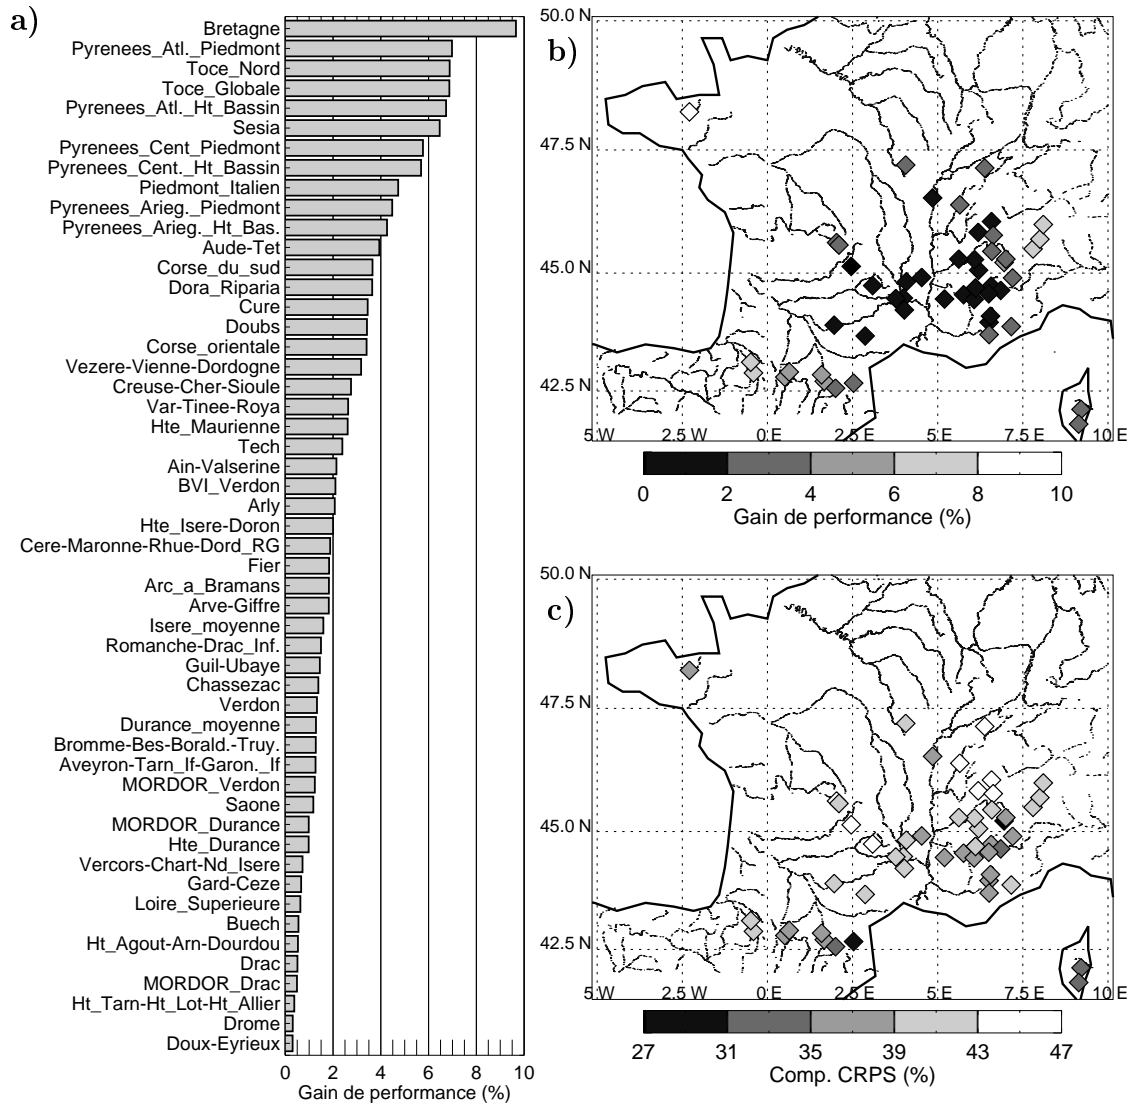 a)
Bretagne
Pyrenees_Atl._Piedmont
Toce_Nord
Toce_Globale
Pyrenees_Atl._Ht_Bassin
Sesia
Pyrenees_Cent_Piedmont
Pyrenees_Cent._Ht_Bassin
Piedmont_Italien
Pyrenees_Arieg._Piedmont
Pyrenees_Arieg._Ht_Bas.
Aude-Tet
Corse_du_sud
Dora_Riparia
Cure
Doubs
Corse_orientale
Vezere-Vienne-Dordogne
Creuse-Cher-Sioule
Var-Tinee-Roya
Hte_Maurienne
Tech
Ain-Valserine
BVI_Verdon
Arly
Hte_Isere-Doron
Cere-Maronne-Rhue-Dord_RG
Fier
Arc_a_Bramans
Arve-Giffre
Isere_moyenne
Romanche-Drac_Inf.
Guil-Ubaye
Chassezac
Verdon
Durance_moyenne
Bromme-Bes-Borald.-Truy.
Aveyron-Tarn_If-Garon._If
MORDOR_Verdon
Saone
MORDOR_Durance
Hte_Durance
Vercors-Chart-Nd_Isere
Gard-Ceze
Loire_Superieure
Buech
Ht_Agout-Arn-Dourdou
Drac
MORDOR_Drac
Ht_Tarn-Ht_Lot-Ht_Allier
Drome
Doux-Eyrieux
0 2 4 6 8 10
Gain de performance (%)
b)
50.0 N
47.5 N
45.0 N
42.5 N
5 W 2.5 W 0 E 2.5 E 5 E 7.5 E 10 E
0 2 4 6 8 10
Gain de performance (%)
c)
50.0 N
47.5 N
45.0 N
42.5 N
5 W 2.5 W 0 E 2.5 E 5 E 7.5 E 10 E
27 31 35 39 43 47
Comp. CRPS (%)